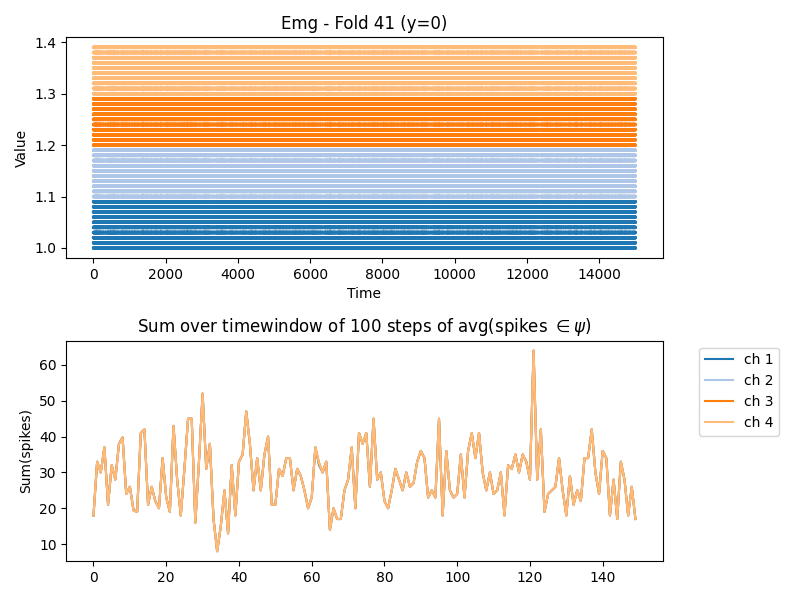 Emg - Fold 41 (y=0)
1.4
1.3
1.2
1.1
1.0
Value
0 2000 4000 6000 8000 10000 12000 14000
Time
Sum over timewindow of 100 steps of avg(spikes ∈ψ)
60
50
40
30
20
10
Sum(spikes)
0 20 40 60 80 100 120 140
ch 1
ch 2
ch 3
ch 4